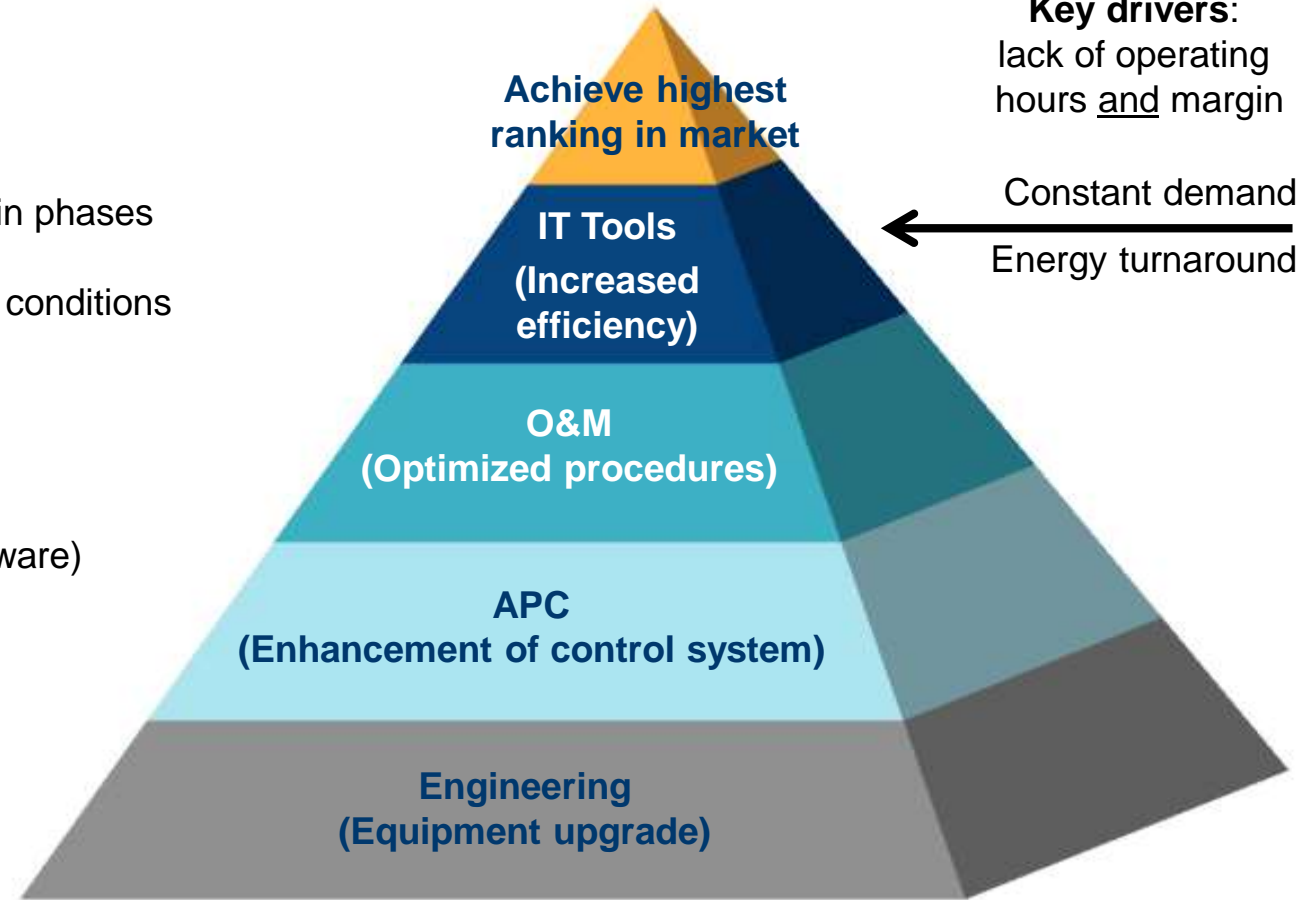 Key drivers:
lack of operating
hours and margin
Achieve highest
ranking in market
Constant demand
Energy turnaround
in phases
conditions
IT Tools
(Increased
efficiency)
O&M
(Optimized procedures)
ware)
APC
(Enhancement of control system)
Engineering
(Equipment upgrade)